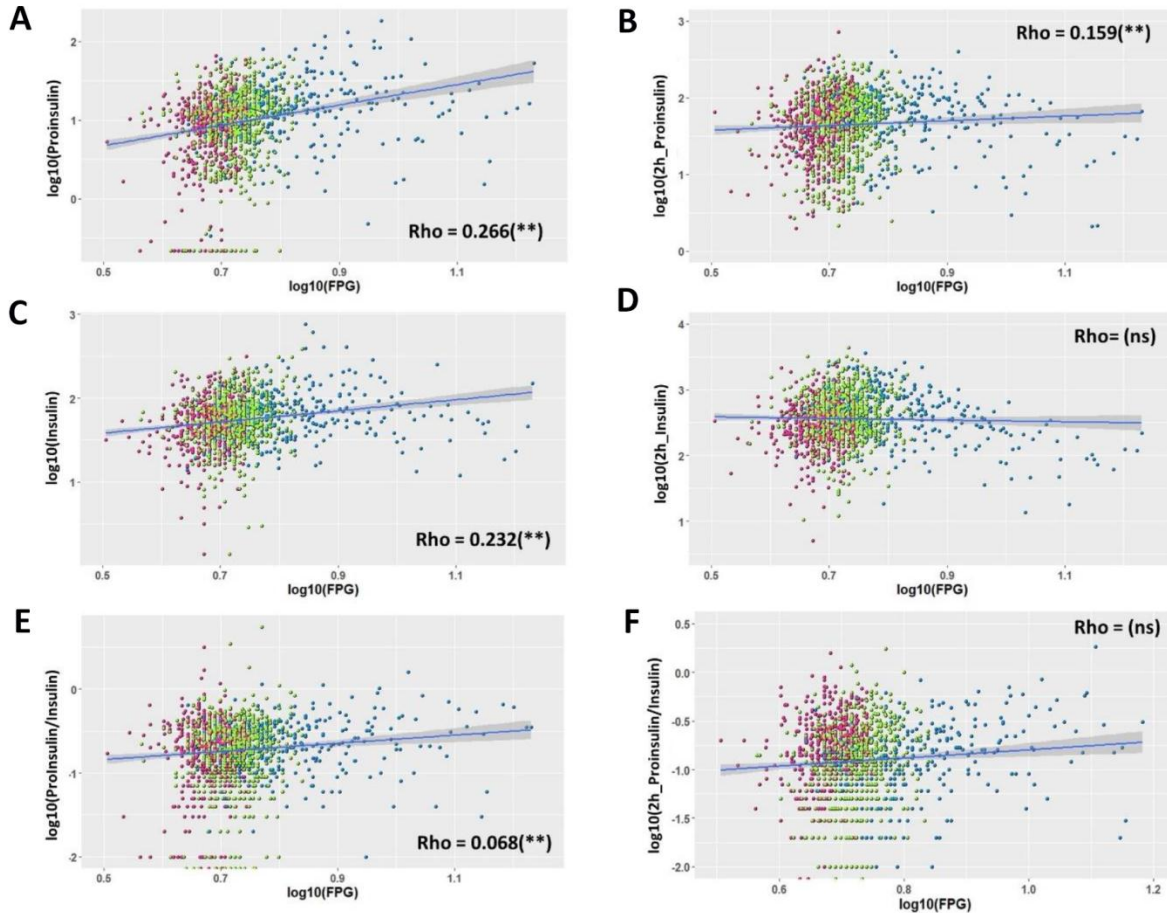 A
2
1
0
log10(Proinsulin)
Rho = 0.266(**)
0.5 0.7 0.9 1.1
log10(FPG)
B
3
2
1
0
log10(2h_Proinsulin)
Rho = 0.159(**)
0.5 0.7 0.9 1.1
log10(FPG)
C
3
2
1
log10(Insulin)
Rho = 0.232(**)
0.5 0.7 0.9 1.1
log10(FPG)
D
4
3
2
1
log10(2h_Insulin)
Rho= (ns)
0.5 0.7 0.9 1.1
log10(FPG)
E
0
-1
-2
log10(ProInsulin/Insulin)
Rho = 0.068(**)
0.5 0.7 0.9 1.1
log10(FPG)
F
0.5
0.0
-0.5
-1.0
-1.5
-2.0
log10(2h_Proinsulin/Insulin)
Rho = (ns)
0.6 0.8 1.0 1.2
log10(FPG)